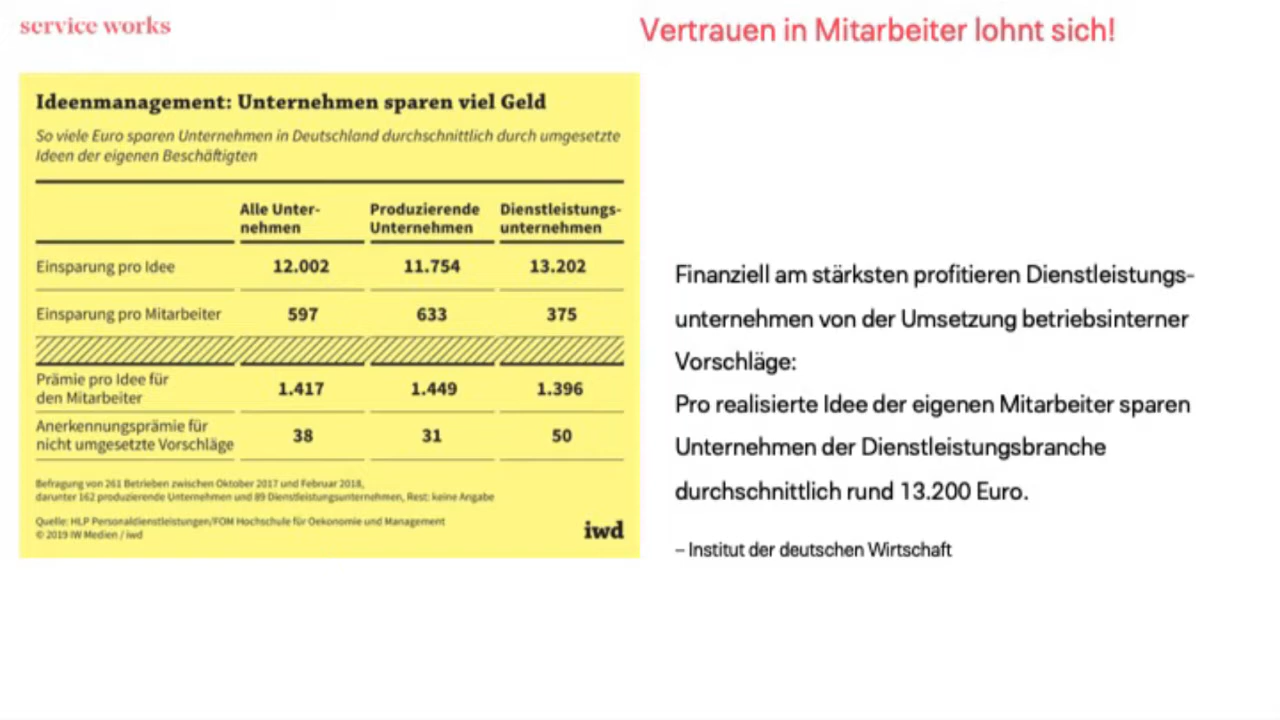 service works
Vertrauen in Mitarbeiter lohnt sich!
Ideenmanagement: Unternehmen sparen viel Geld
So viele Euro sparen Unternehmen in Deutschland durchschnittlich durch umgesetzte
Ideen der eigenen Beschäftigten
Alle Unter-
nehmen
Produzierende
Unternehmen
Dienstleistungs-
unternehmen
Einsparung pro Idee 12.002 11.754 13.202
Einsparung pro Mitarbeiter 597 633 375
Prämie pro Idee für
den Mitarbeiter 1.417 1.449 1.396
Anerkennungsprämie für
nicht umgesetzte Vorschläge 38 31 50
Befragung von 261 Betrieben zwischen Oktober 2017 und Februar 2018,
darunter 162 produzierende Unternehmen und 89 Dienstleistungsunternehmen, Rest: keine Angabe
Quelle: HLP Personaldienstleistungen/FOM Hochschule für Oekonomie und Management
© 2019 IW Medien / iwd
iwd
Finanziell am stärksten profitieren Dienstleistungs-
unternehmen von der Umsetzung betriebsinterner
Vorschläge:
Pro realisierte Idee der eigenen Mitarbeiter sparen
Unternehmen der Dienstleistungsbranche
durchschnittlich rund 13.200 Euro.
– Institut der deutschen Wirtschaft